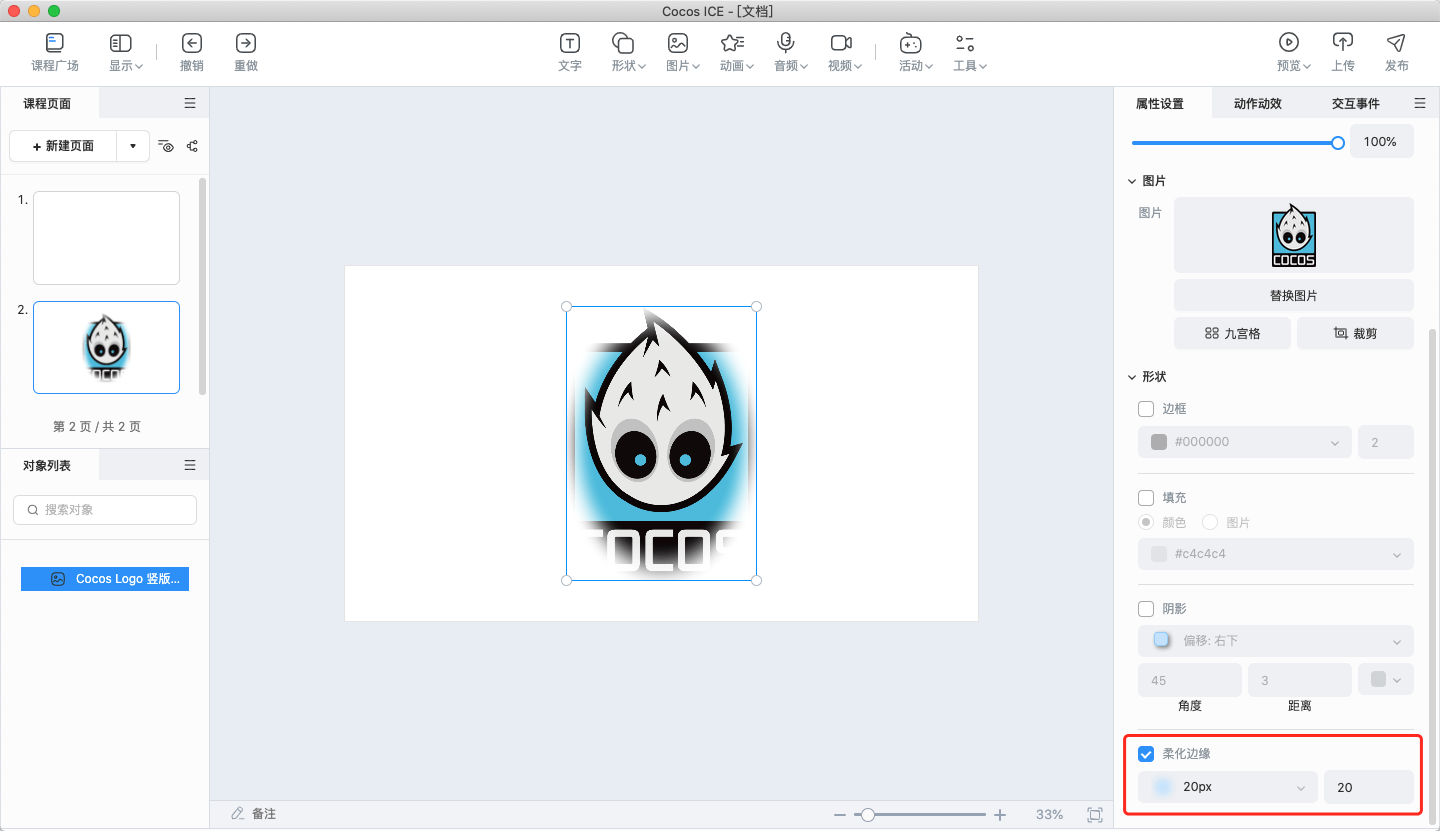 Cocos ICE - [文档]
课程广场 显示 撤销 重做 文字 形状 图片 动画 音频 视频 活动 工具 预览 上传 发布
课程页面
+ 新建页面
1.
2.
COCOS
第 2 页 / 共 2 页
对象列表
搜索对象
Cocos Logo 竖版...
COCOS
备注
33%
属性设置 动作动效 交互事件
100%
图片
图片
COCOS
替换图片
九宫格 裁剪
形状
边框
#000000 2
填充
颜色 图片
#c4c4c4
阴影
偏移: 右下
45 3
角度 距离
柔化边缘
20px 20